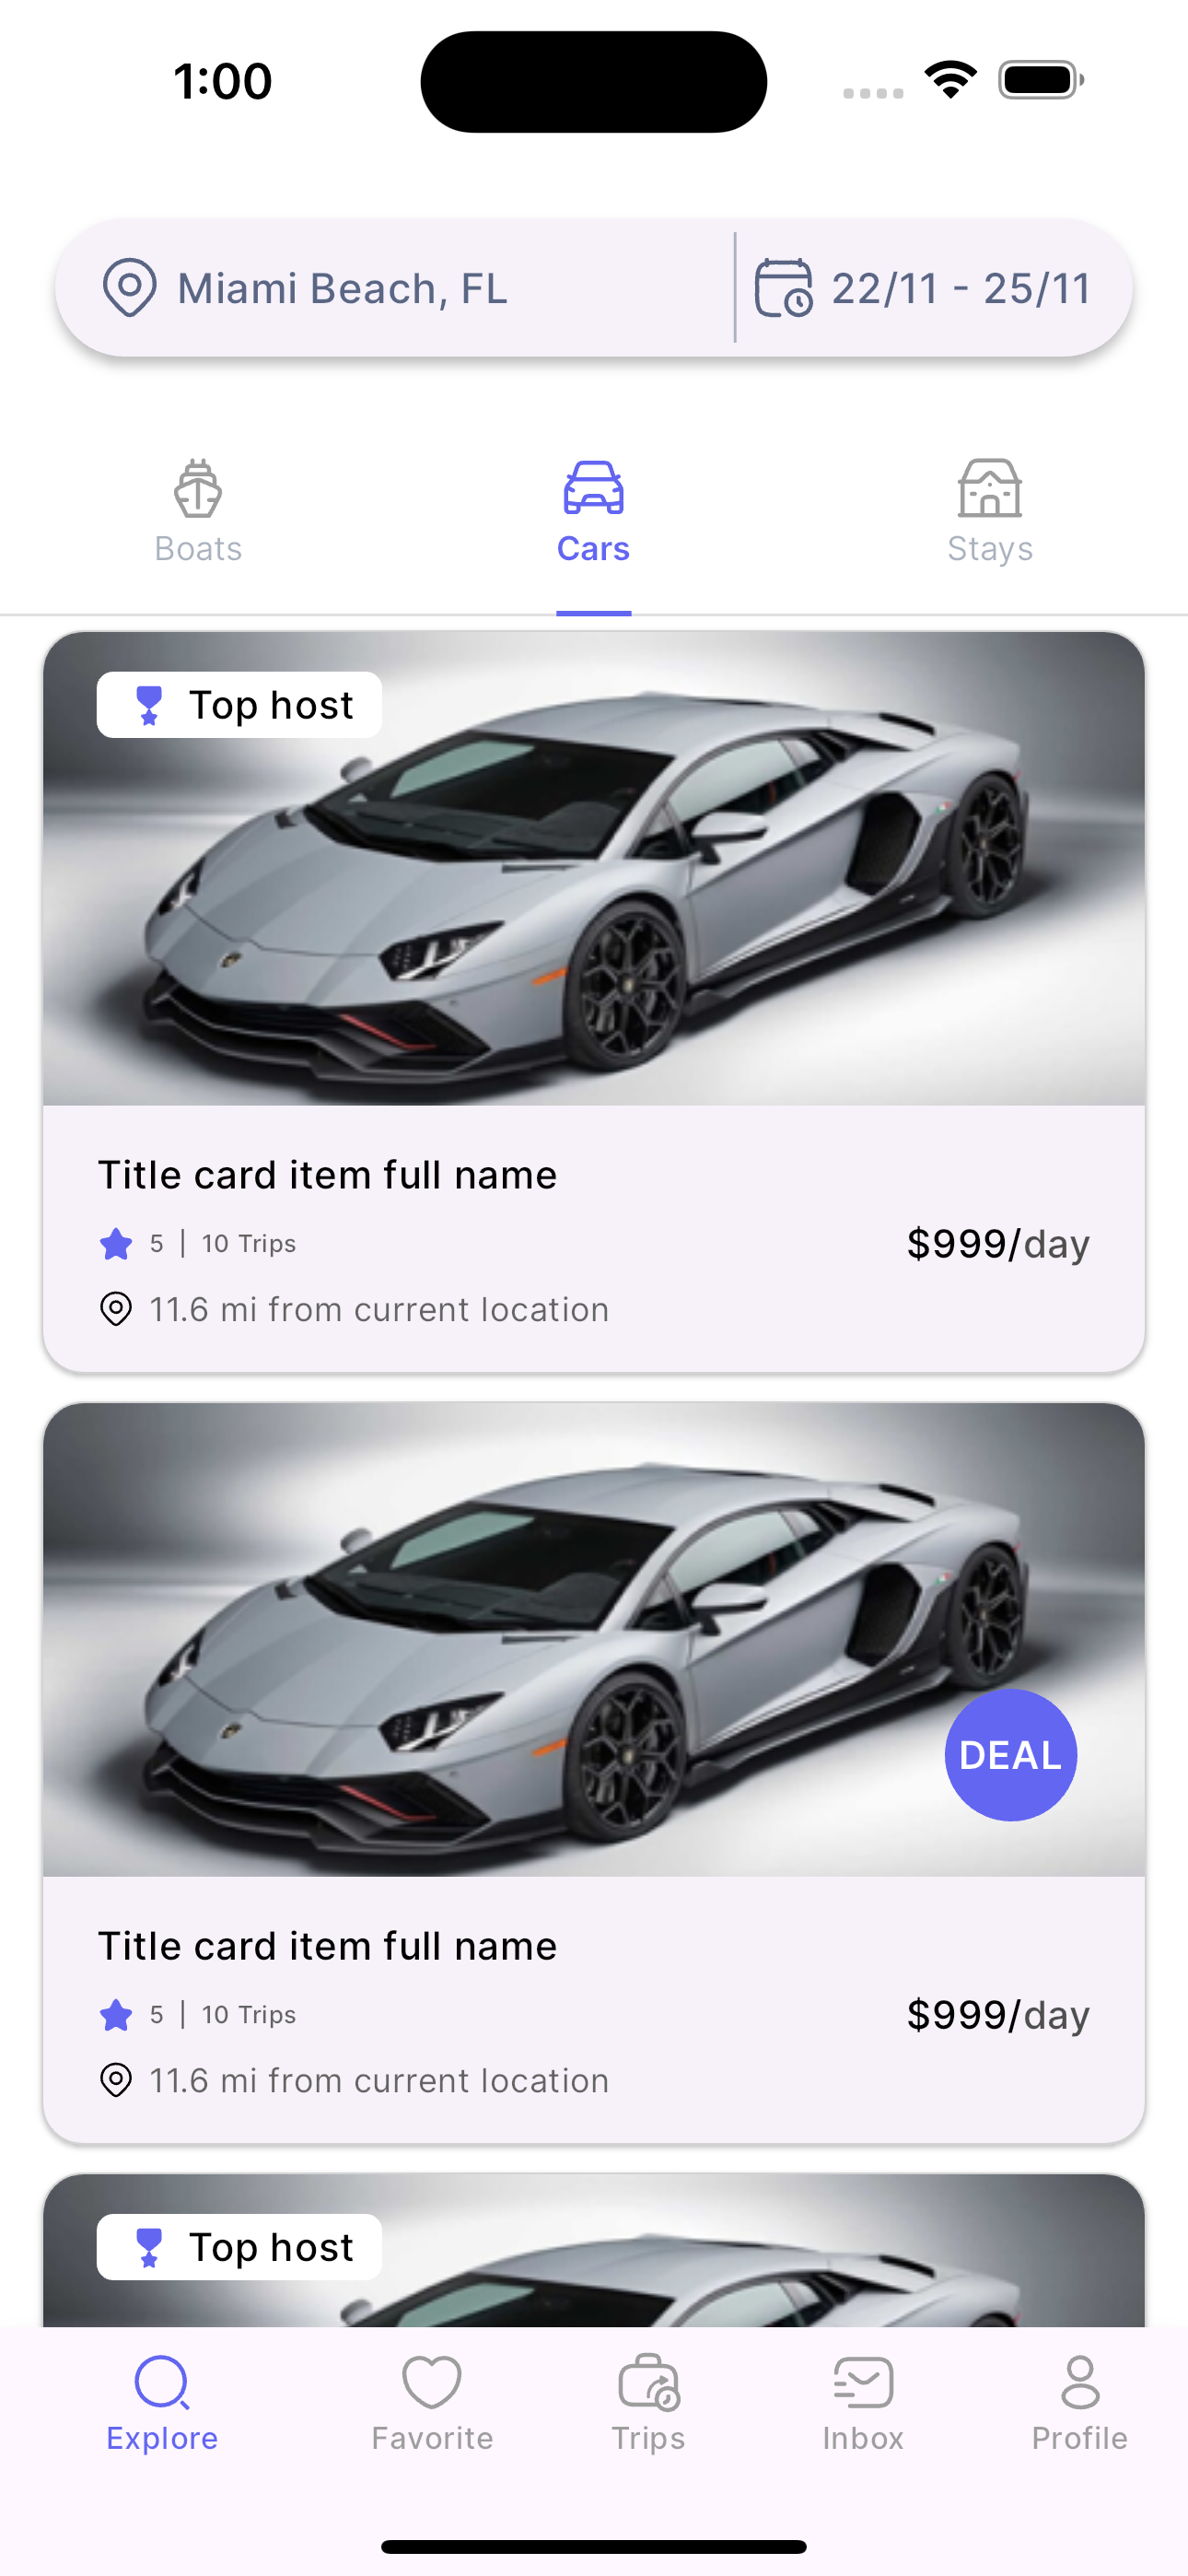 1:00
Miami Beach, FL
22/11 - 25/11
Boats
Cars
Stays
Top host
Title card item full name
5 | 10 Trips
$999/day
11.6 mi from current location
DEAL
Title card item full name
5 | 10 Trips
$999/day
11.6 mi from current location
Top host
Explore
Favorite
Trips
Inbox
Profile